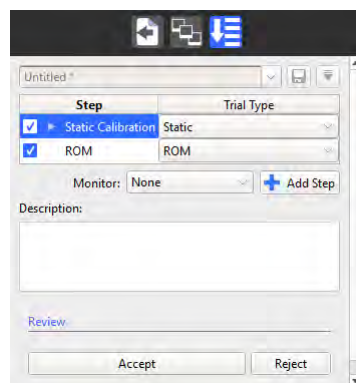 Untitled *
Step Trial Type
Static Calibration Static
ROM ROM
Monitor: None Add Step
Description:
Review
Accept Reject